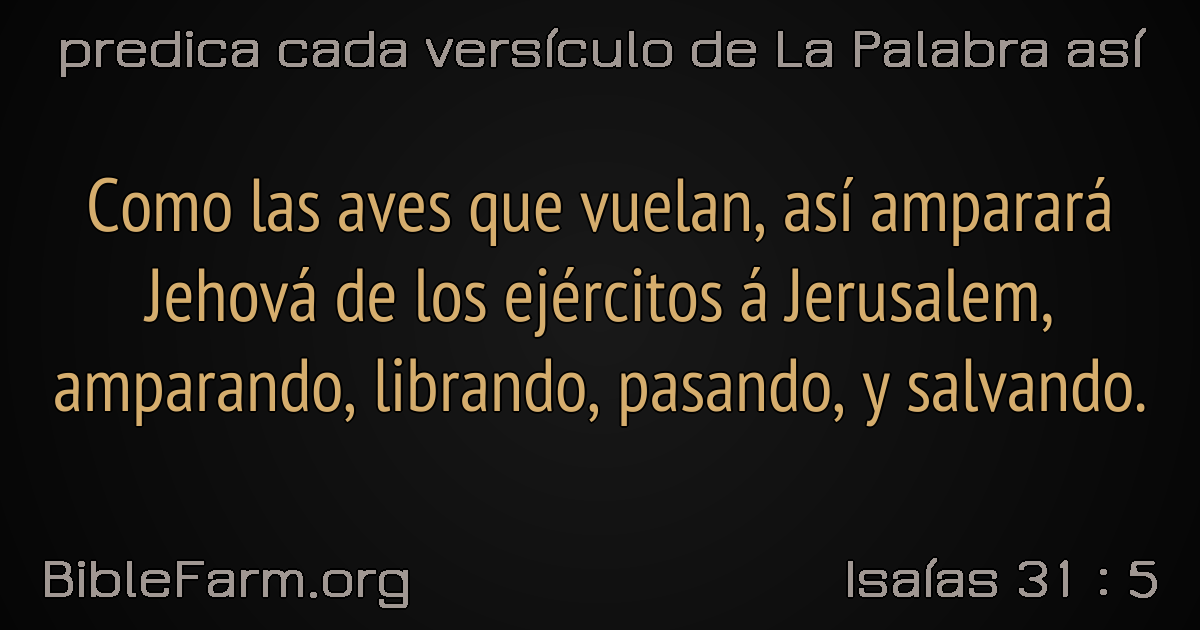 predica cada versículo de La Palabra así
Como las aves que vuelan, así amparará
Jehová de los ejércitos á Jerusalem,
amparando, librando, pasando, y salvando.
BibleFarm.org
Isaías 31 : 5